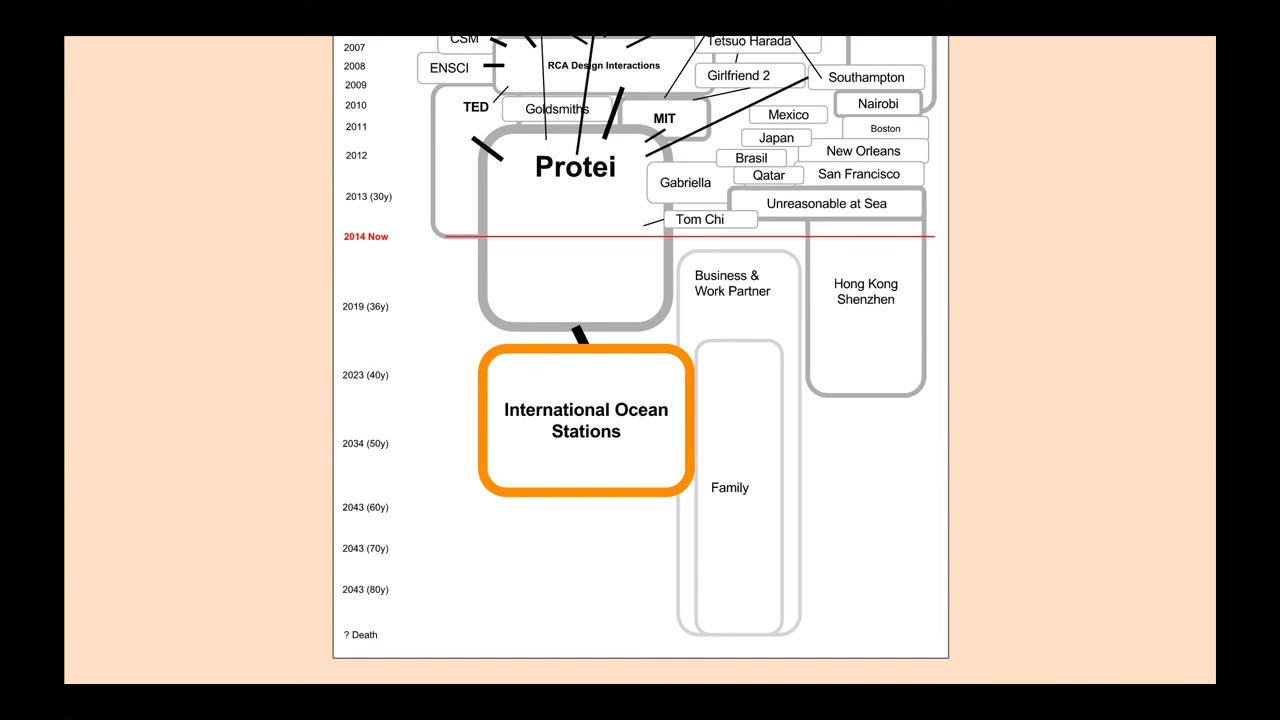 CSM
Tetsuo Harada
2007
2008
RCA Design Interactions
ENSCI
Girlfriend 2
Southampton
2009
2010
TED
Goldsmiths
MIT
Nairobi
Mexico
2011
Boston
Japan
2012
Protei
Brasil
New Orleans
Gabriella
Qatar
San Francisco
2013 (30y)
Unreasonable at Sea
Tom Chi
2014 Now
Business &
Work Partner
Hong Kong
Shenzhen
2019 (36y)
2023 (40y)
International Ocean
Stations
2034 (50y)
Family
2043 (60y)
2043 (70y)
2043 (80y)
? Death